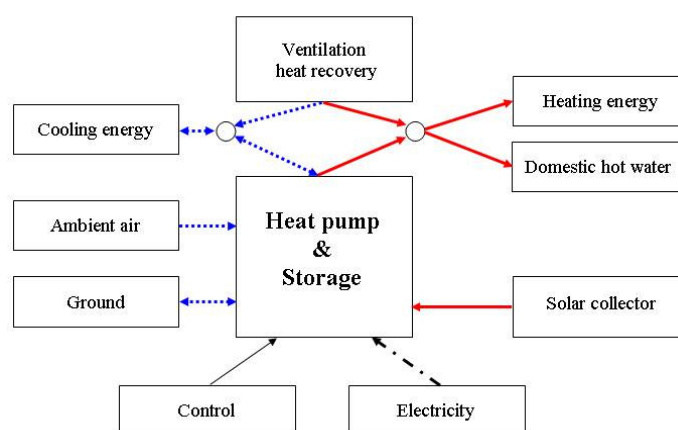 Ventilation
heat recovery
Cooling energy
Heating energy
Domestic hot water
Ambient air
Heat pump
&
Storage
Ground
Solar collector
Control
Electricity